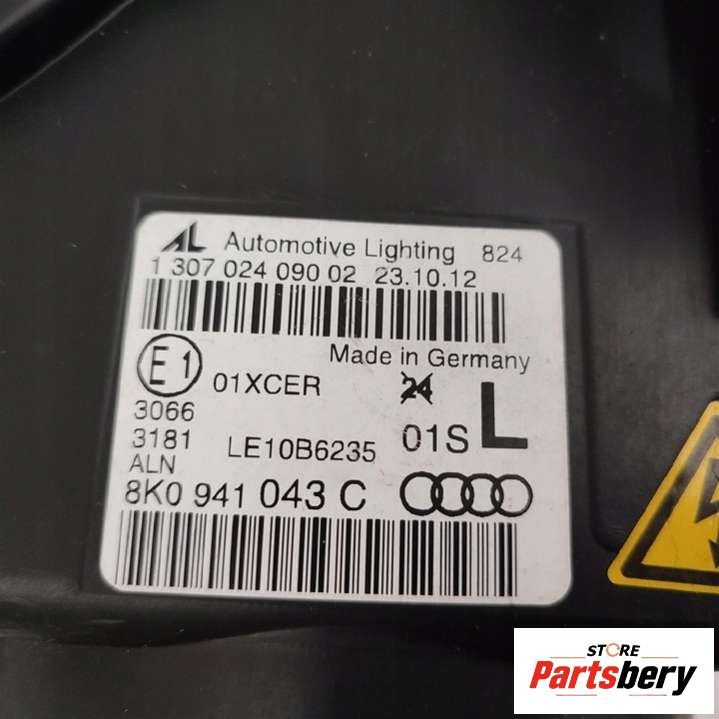 AL Automotive Lighting 824
1 307 024 090 02 23.10.12
Made in Germany
E1 01XCER 24
3066
3181 LE10B6235 01S L
ALN
8K0 941 043 C
STORE
Partsbery